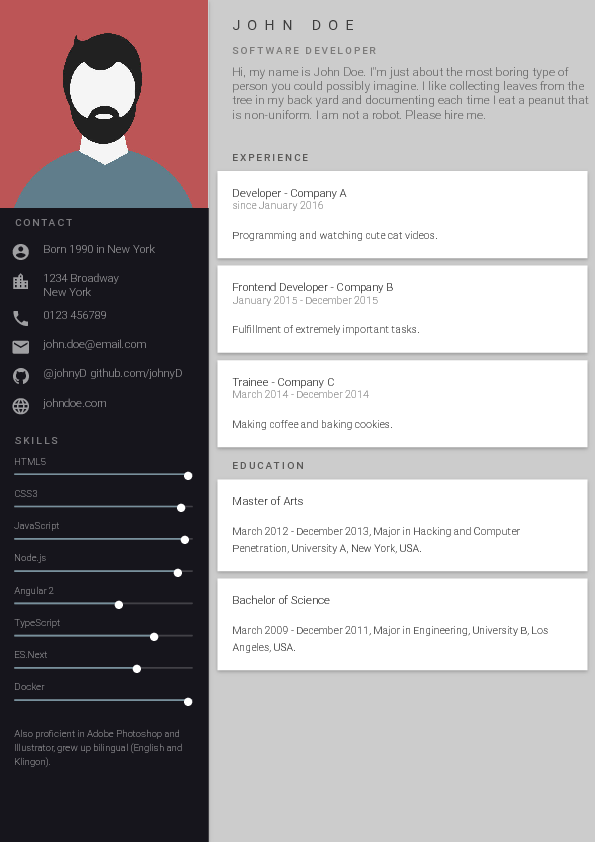 CONTACT
Born 1990 in New York
1234 Broadway
New York
0123 456789
john.doe@email.com
@johnyD github.com/johnyD
johndoe.com
SKILLS
HTML5
CSS3
JavaScript
Node.js
Angular 2
TypeScript
ES.Next
Docker
Also proficient in Adobe Photoshop and
Illustrator, grew up bilingual (English and
Klingon).
JOHN DOE
SOFTWARE DEVELOPER
Hi, my name is John Doe. I"m just about the most boring type of
person you could possibly imagine. I like collecting leaves from the
tree in my back yard and documenting each time I eat a peanut that
is non-uniform. I am not a robot. Please hire me.
EXPERIENCE
Developer - Company A
since January 2016
Programming and watching cute cat videos.
Frontend Developer - Company B
January 2015 - December 2015
Fulfillment of extremely important tasks.
Trainee - Company C
March 2014 - December 2014
Making coffee and baking cookies.
EDUCATION
Master of Arts
March 2012 - December 2013, Major in Hacking and Computer
Penetration, University A, New York, USA.
Bachelor of Science
March 2009 - December 2011, Major in Engineering, University B, Los
Angeles, USA.